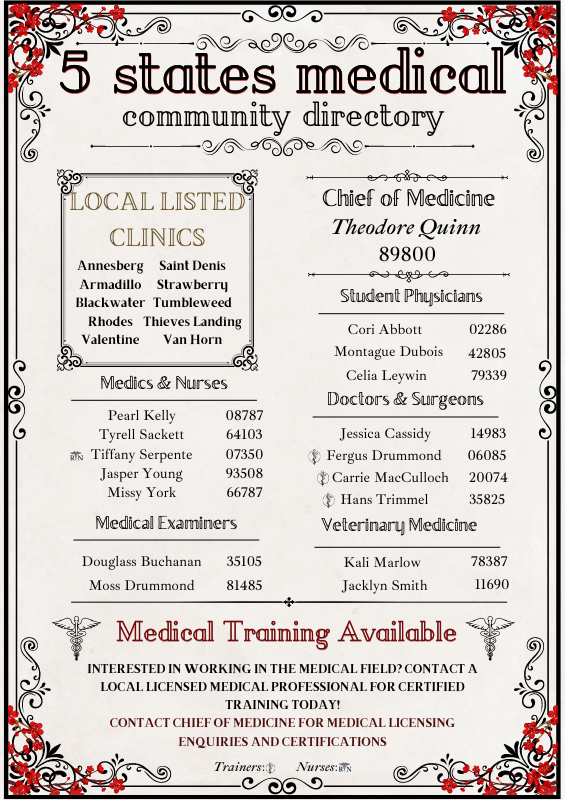 5 states medical
community directory
LOCAL LISTED
CLINICS
Annesberg Saint Denis
Armadillo Strawberry
Blackwater Tumbleweed
Rhodes Thieves Landing
Valentine Van Horn
Medics & Nurses
Pearl Kelly 08787
Tyrell Sackett 64103
RN Tiffany Serpente 07350
Jasper Young 93508
Missy York 66787
Medical Examiners
Douglass Buchanan 35105
Moss Drummond 81485
Chief of Medicine
Theodore Quinn
89800
Student Physicians
Cori Abbott 02286
Montague Dubois 42805
Celia Leywin 79339
Doctors & Surgeons
Jessica Cassidy 14983
Fergus Drummond 06085
Carrie MacCulloch 20074
Hans Trimmel 35825
Veterinary Medicine
Kali Marlow 78387
Jacklyn Smith 11690
Medical Training Available
INTERESTED IN WORKING IN THE MEDICAL FIELD? CONTACT A
LOCAL LICENSED MEDICAL PROFESSIONAL FOR CERTIFIED
TRAINING TODAY!
CONTACT CHIEF OF MEDICINE FOR MEDICAL LICENSING
ENQUIRIES AND CERTIFICATIONS
Trainers: Nurses: RN